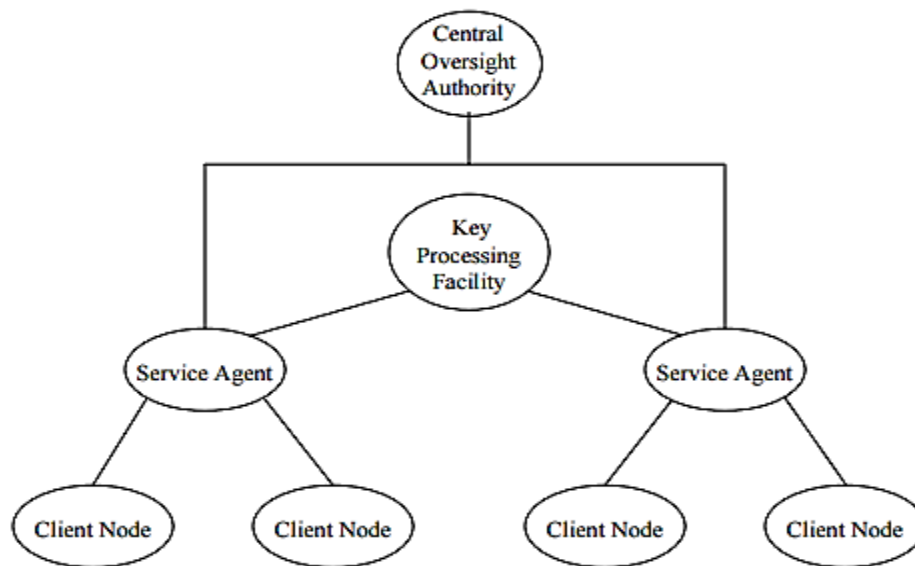 Central
Oversight
Authority
Key
Processing
Facility
Service Agent
Service Agent
Client Node
Client Node
Client Node
Client Node